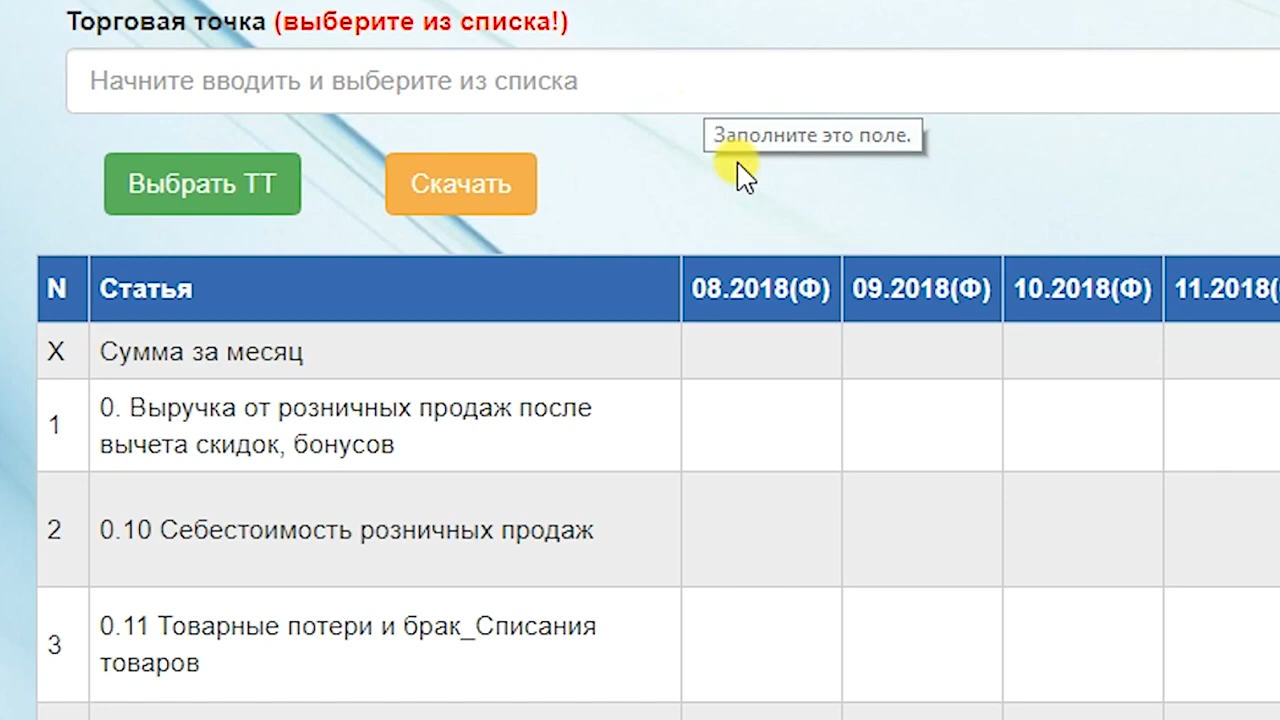 Торговая точка (выберите из списка!)
Начните вводить и выберите из списка
Заполните это поле.
Выбрать ТТ
Скачать
N Статья 08.2018(Ф) 09.2018(Ф) 10.2018(Ф) 11.2018(
X Сумма за месяц
1 0. Выручка от розничных продаж после
вычета скидок, бонусов
2 0.10 Себестоимость розничных продаж
3 0.11 Товарные потери и брак_Списания
товаров